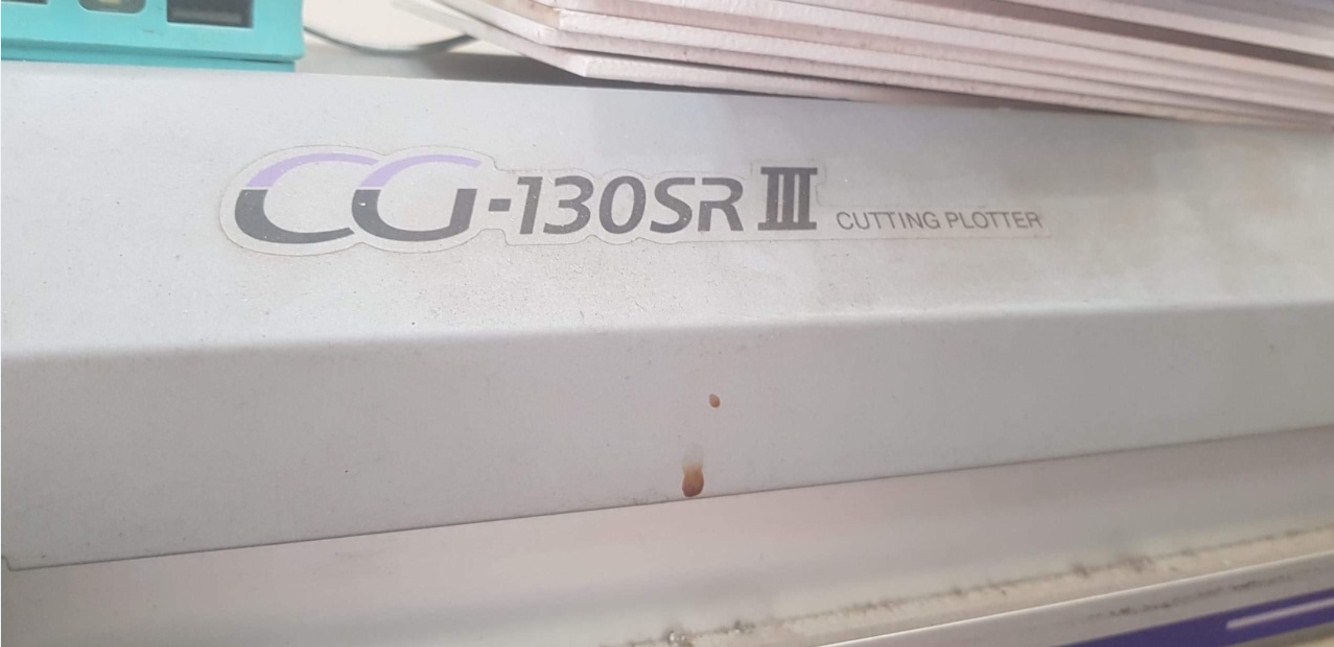 CG-130SR III CUTTING PLOTTER